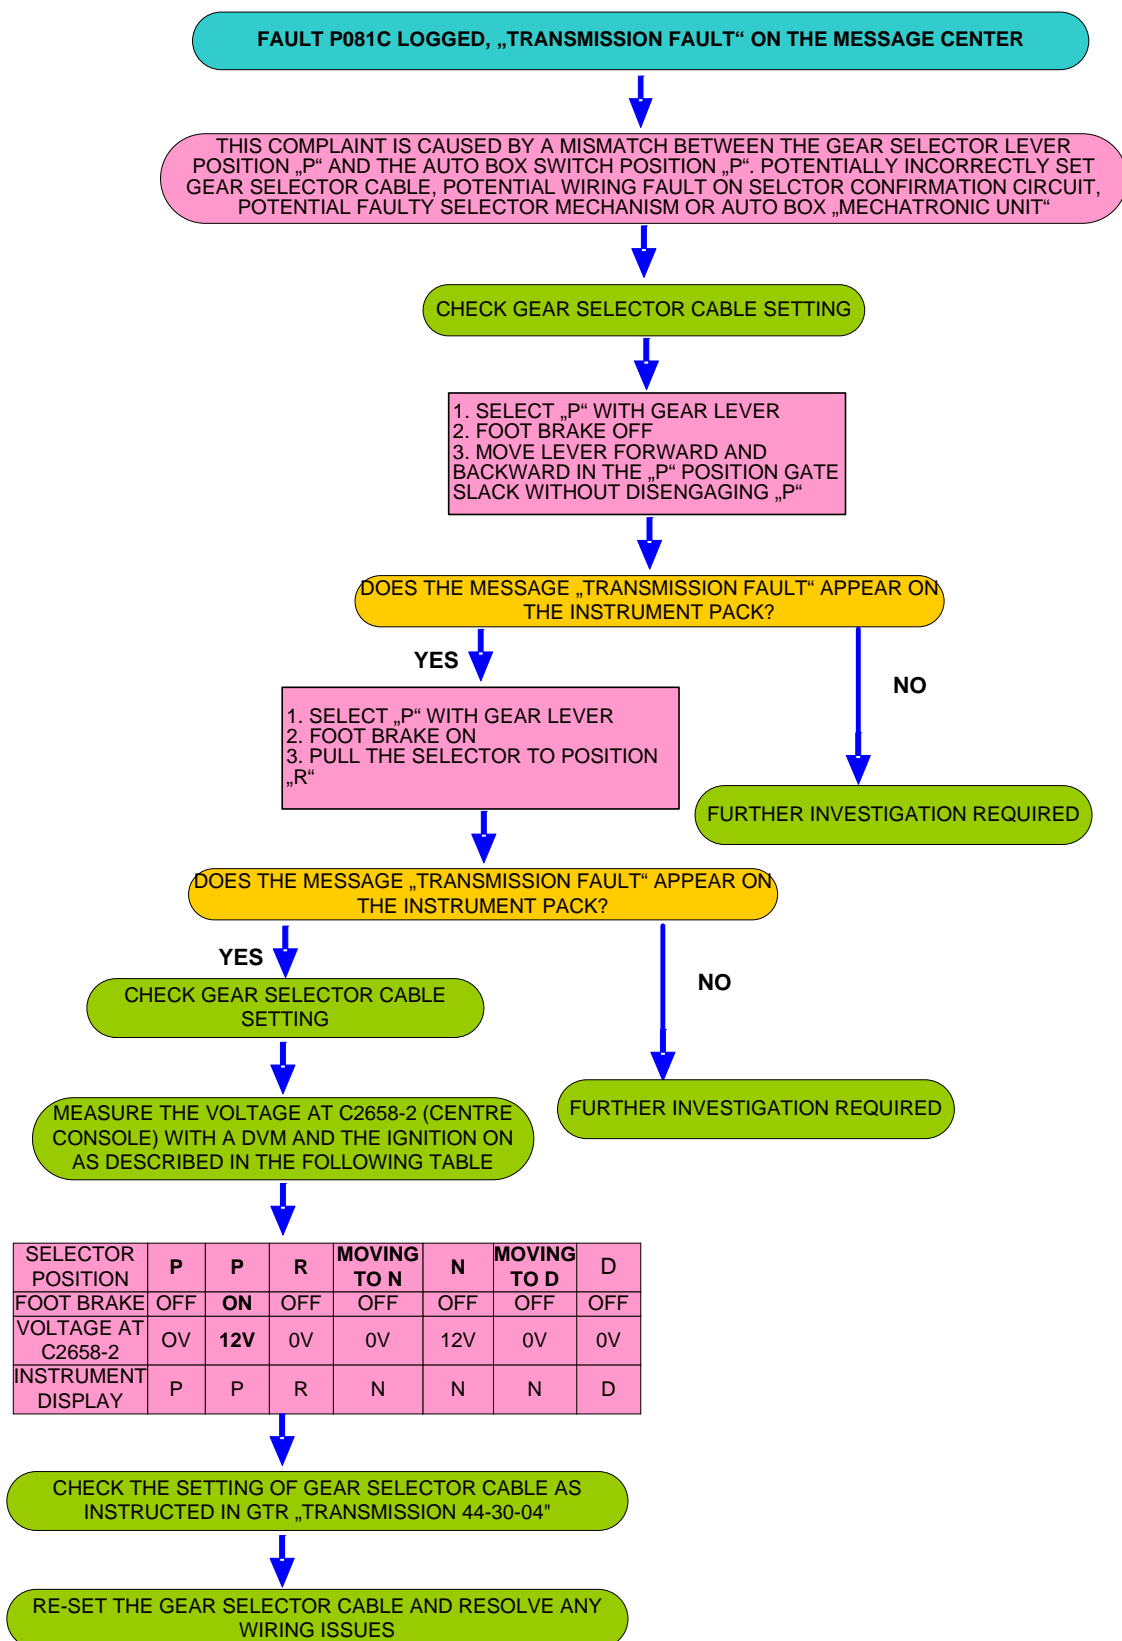 FAULT P081C LOGGED, „TRANSMISSION FAULT“ ON THE MESSAGE CENTER
THIS COMPLAINT IS CAUSED BY A MISMATCH BETWEEN THE GEAR SELECTOR LEVER
POSITION „P“ AND THE AUTO BOX SWITCH POSITION „P“. POTENTIALLY INCORRECTLY SET
GEAR SELECTOR CABLE, POTENTIAL WIRING FAULT ON SELCTOR CONFIRMATION CIRCUIT,
POTENTIAL FAULTY SELECTOR MECHANISM OR AUTO BOX „MECHATRONIC UNIT“
CHECK GEAR SELECTOR CABLE SETTING
1. SELECT „P“ WITH GEAR LEVER
2. FOOT BRAKE OFF
3. MOVE LEVER FORWARD AND
BACKWARD IN THE „P“ POSITION GATE
SLACK WITHOUT DISENGAGING „P“
DOES THE MESSAGE „TRANSMISSION FAULT“ APPEAR ON
THE INSTRUMENT PACK?
YES
NO
1. SELECT „P“ WITH GEAR LEVER
2. FOOT BRAKE ON
3. PULL THE SELECTOR TO POSITION
„R“
FURTHER INVESTIGATION REQUIRED
DOES THE MESSAGE „TRANSMISSION FAULT“ APPEAR ON
THE INSTRUMENT PACK?
YES
NO
CHECK GEAR SELECTOR CABLE
SETTING
FURTHER INVESTIGATION REQUIRED
MEASURE THE VOLTAGE AT C2658-2 (CENTRE
CONSOLE) WITH A DVM AND THE IGNITION ON
AS DESCRIBED IN THE FOLLOWING TABLE
SELECTOR POSITION P P R MOVING TO N N MOVING TO D D
FOOT BRAKE OFF ON OFF OFF OFF OFF OFF
VOLTAGE AT C2658-2 OV 12V 0V 0V 12V 0V 0V
INSTRUMENT DISPLAY P P R N N N D
CHECK THE SETTING OF GEAR SELECTOR CABLE AS
INSTRUCTED IN GTR „TRANSMISSION 44-30-04"
RE-SET THE GEAR SELECTOR CABLE AND RESOLVE ANY
WIRING ISSUES